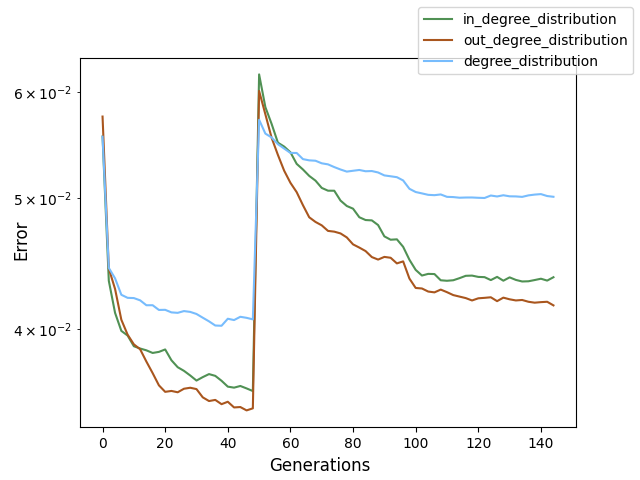 in_degree_distribution
out_degree_distribution
degree_distribution
6 × 10⁻²
5 × 10⁻²
4 × 10⁻²
Error
0 20 40 60 80 100 120 140
Generations